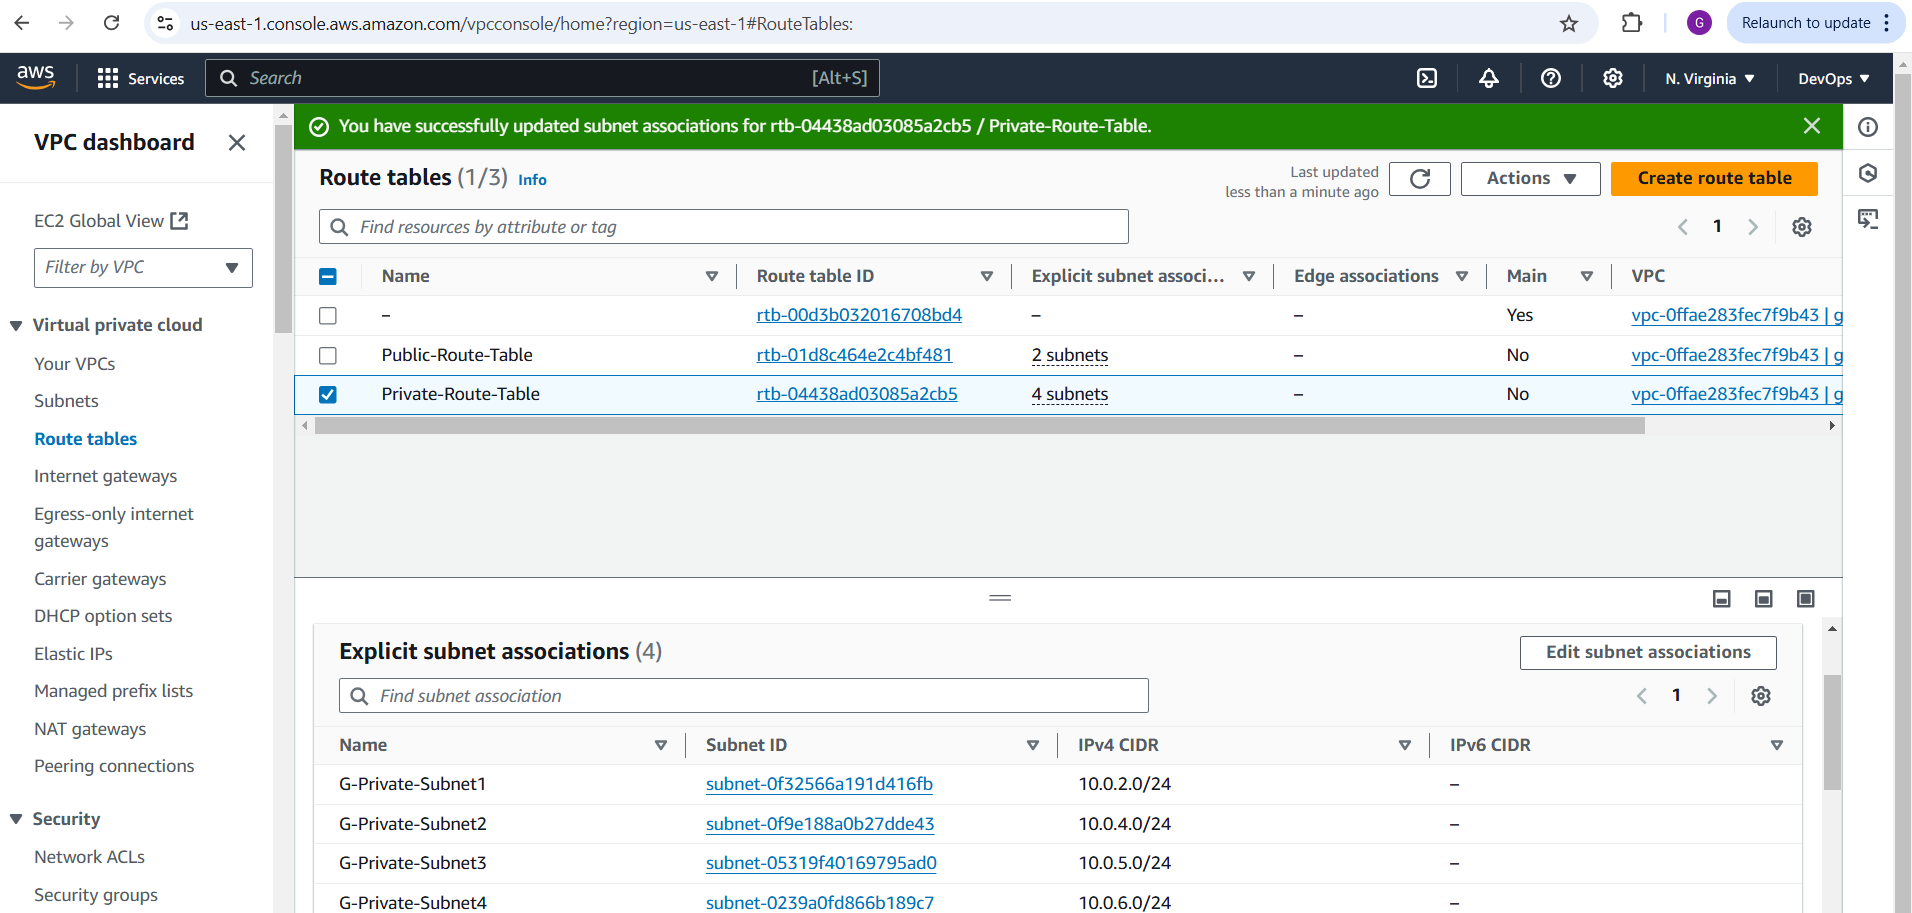 us-east-1.console.aws.amazon.com/vpcconsole/home?region=us-east-1#RouteTables:
G
Relaunch to update
aws
Services
Search
[Alt+S]
N. Virginia
DevOps
VPC dashboard
EC2 Global View
Filter by VPC
Virtual private cloud
Your VPCs
Subnets
Route tables
Internet gateways
Egress-only internet
gateways
Carrier gateways
DHCP option sets
Elastic IPs
Managed prefix lists
NAT gateways
Peering connections
Security
Network ACLs
Security groups
You have successfully updated subnet associations for rtb-04438ad03085a2cb5 / Private-Route-Table.
Route tables (1/3) Info
Last updated
less than a minute ago
Actions
Create route table
Find resources by attribute or tag
1
Name Route table ID Explicit subnet associ... Edge associations Main VPC
– rtb-00d3b032016708bd4 – – Yes vpc-0ffae283fec7f9b43 | g
Public-Route-Table rtb-01d8c464e2c4bf481 2 subnets – No vpc-0ffae283fec7f9b43 | g
Private-Route-Table rtb-04438ad03085a2cb5 4 subnets – No vpc-0ffae283fec7f9b43 | g
Explicit subnet associations (4)
Edit subnet associations
Find subnet association
1
Name Subnet ID IPv4 CIDR IPv6 CIDR
G-Private-Subnet1 subnet-0f32566a191d416fb 10.0.2.0/24 –
G-Private-Subnet2 subnet-0f9e188a0b27dde43 10.0.4.0/24 –
G-Private-Subnet3 subnet-05319f40169795ad0 10.0.5.0/24 –
G-Private-Subnet4 subnet-0239a0fd866b189c7 10.0.6.0/24 –